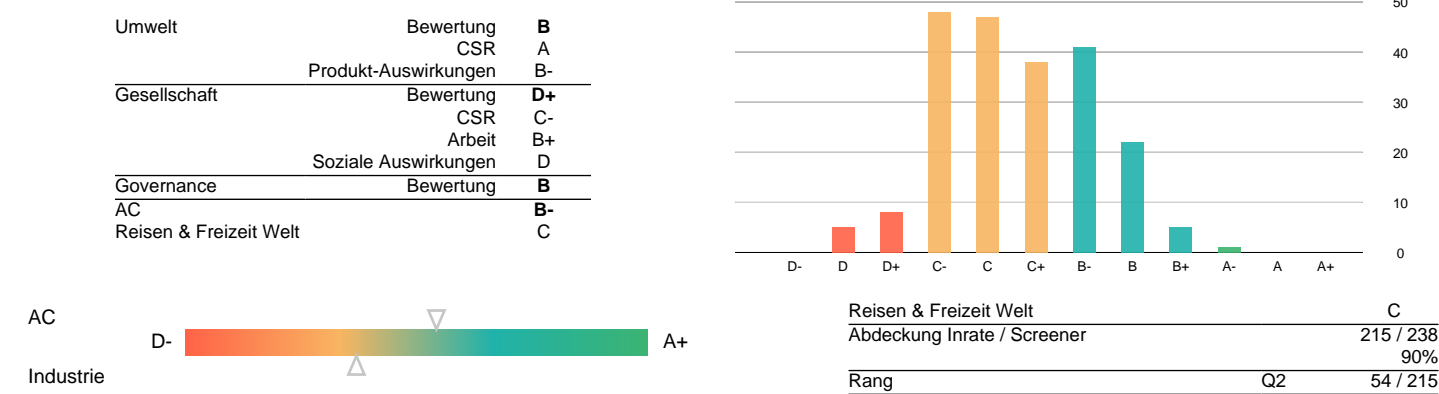 Umwelt Bewertung B
CSR A
Produkt-Auswirkungen B-
Gesellschaft Bewertung D+
CSR C-
Arbeit B+
Soziale Auswirkungen D
Governance Bewertung B
AC B-
Reisen & Freizeit Welt C
50
40
30
20
10
0
D- D D+ C- C C+ B- B B+ A- A A+
AC
D- A+
Industrie
Reisen & Freizeit Welt C
Abdeckung Inrate / Screener 215 / 238
90%
Rang Q2 54 / 215